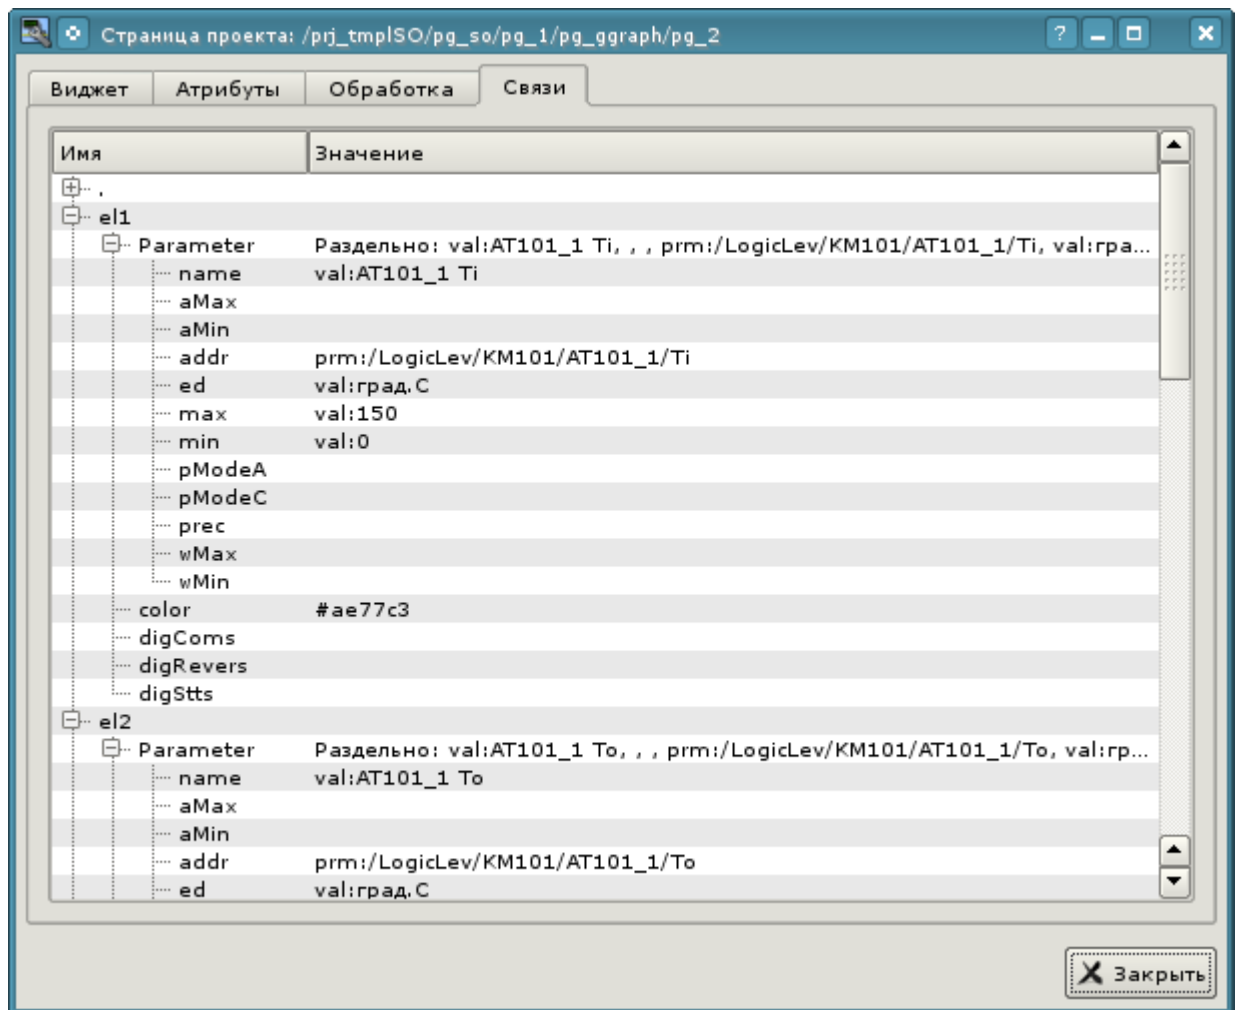 Страница проекта: /prj_tmplSO/pg_so/pg_1/pg_ggraph/pg_2
Виджет Атрибуты Обработка Связи
Имя Значение
.
el1
Parameter Раздельно: val:AT101_1 Ti, , , prm:/LogicLev/KM101/AT101_1/Ti, val:гра...
name val:AT101_1 Ti
aMax
aMin
addr prm:/LogicLev/KM101/AT101_1/Ti
ed val:град.C
max val:150
min val:0
pModeA
pModeC
prec
wMax
wMin
color #ae77c3
digComs
digRevers
digStts
el2
Parameter Раздельно: val:AT101_1 To, , , prm:/LogicLev/KM101/AT101_1/To, val:гр...
name val:AT101_1 To
aMax
aMin
addr prm:/LogicLev/KM101/AT101_1/To
ed val:град.C
Закрыть